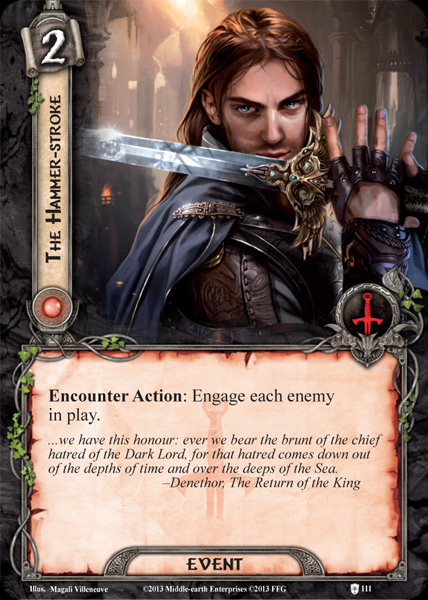 2
THE HAMMER-STROKE
Encounter Action: Engage each enemy
in play.
...we have this honour: ever we bear the brunt of the chief
hatred of the Dark Lord, for that hatred comes down out
of the depths of time and over the deeps of the Sea.
–Denethor, The Return of the King
EVENT
Illus. Magali Villeneuve ©2013 Middle-earth Enterprises ©2013 FFG 111